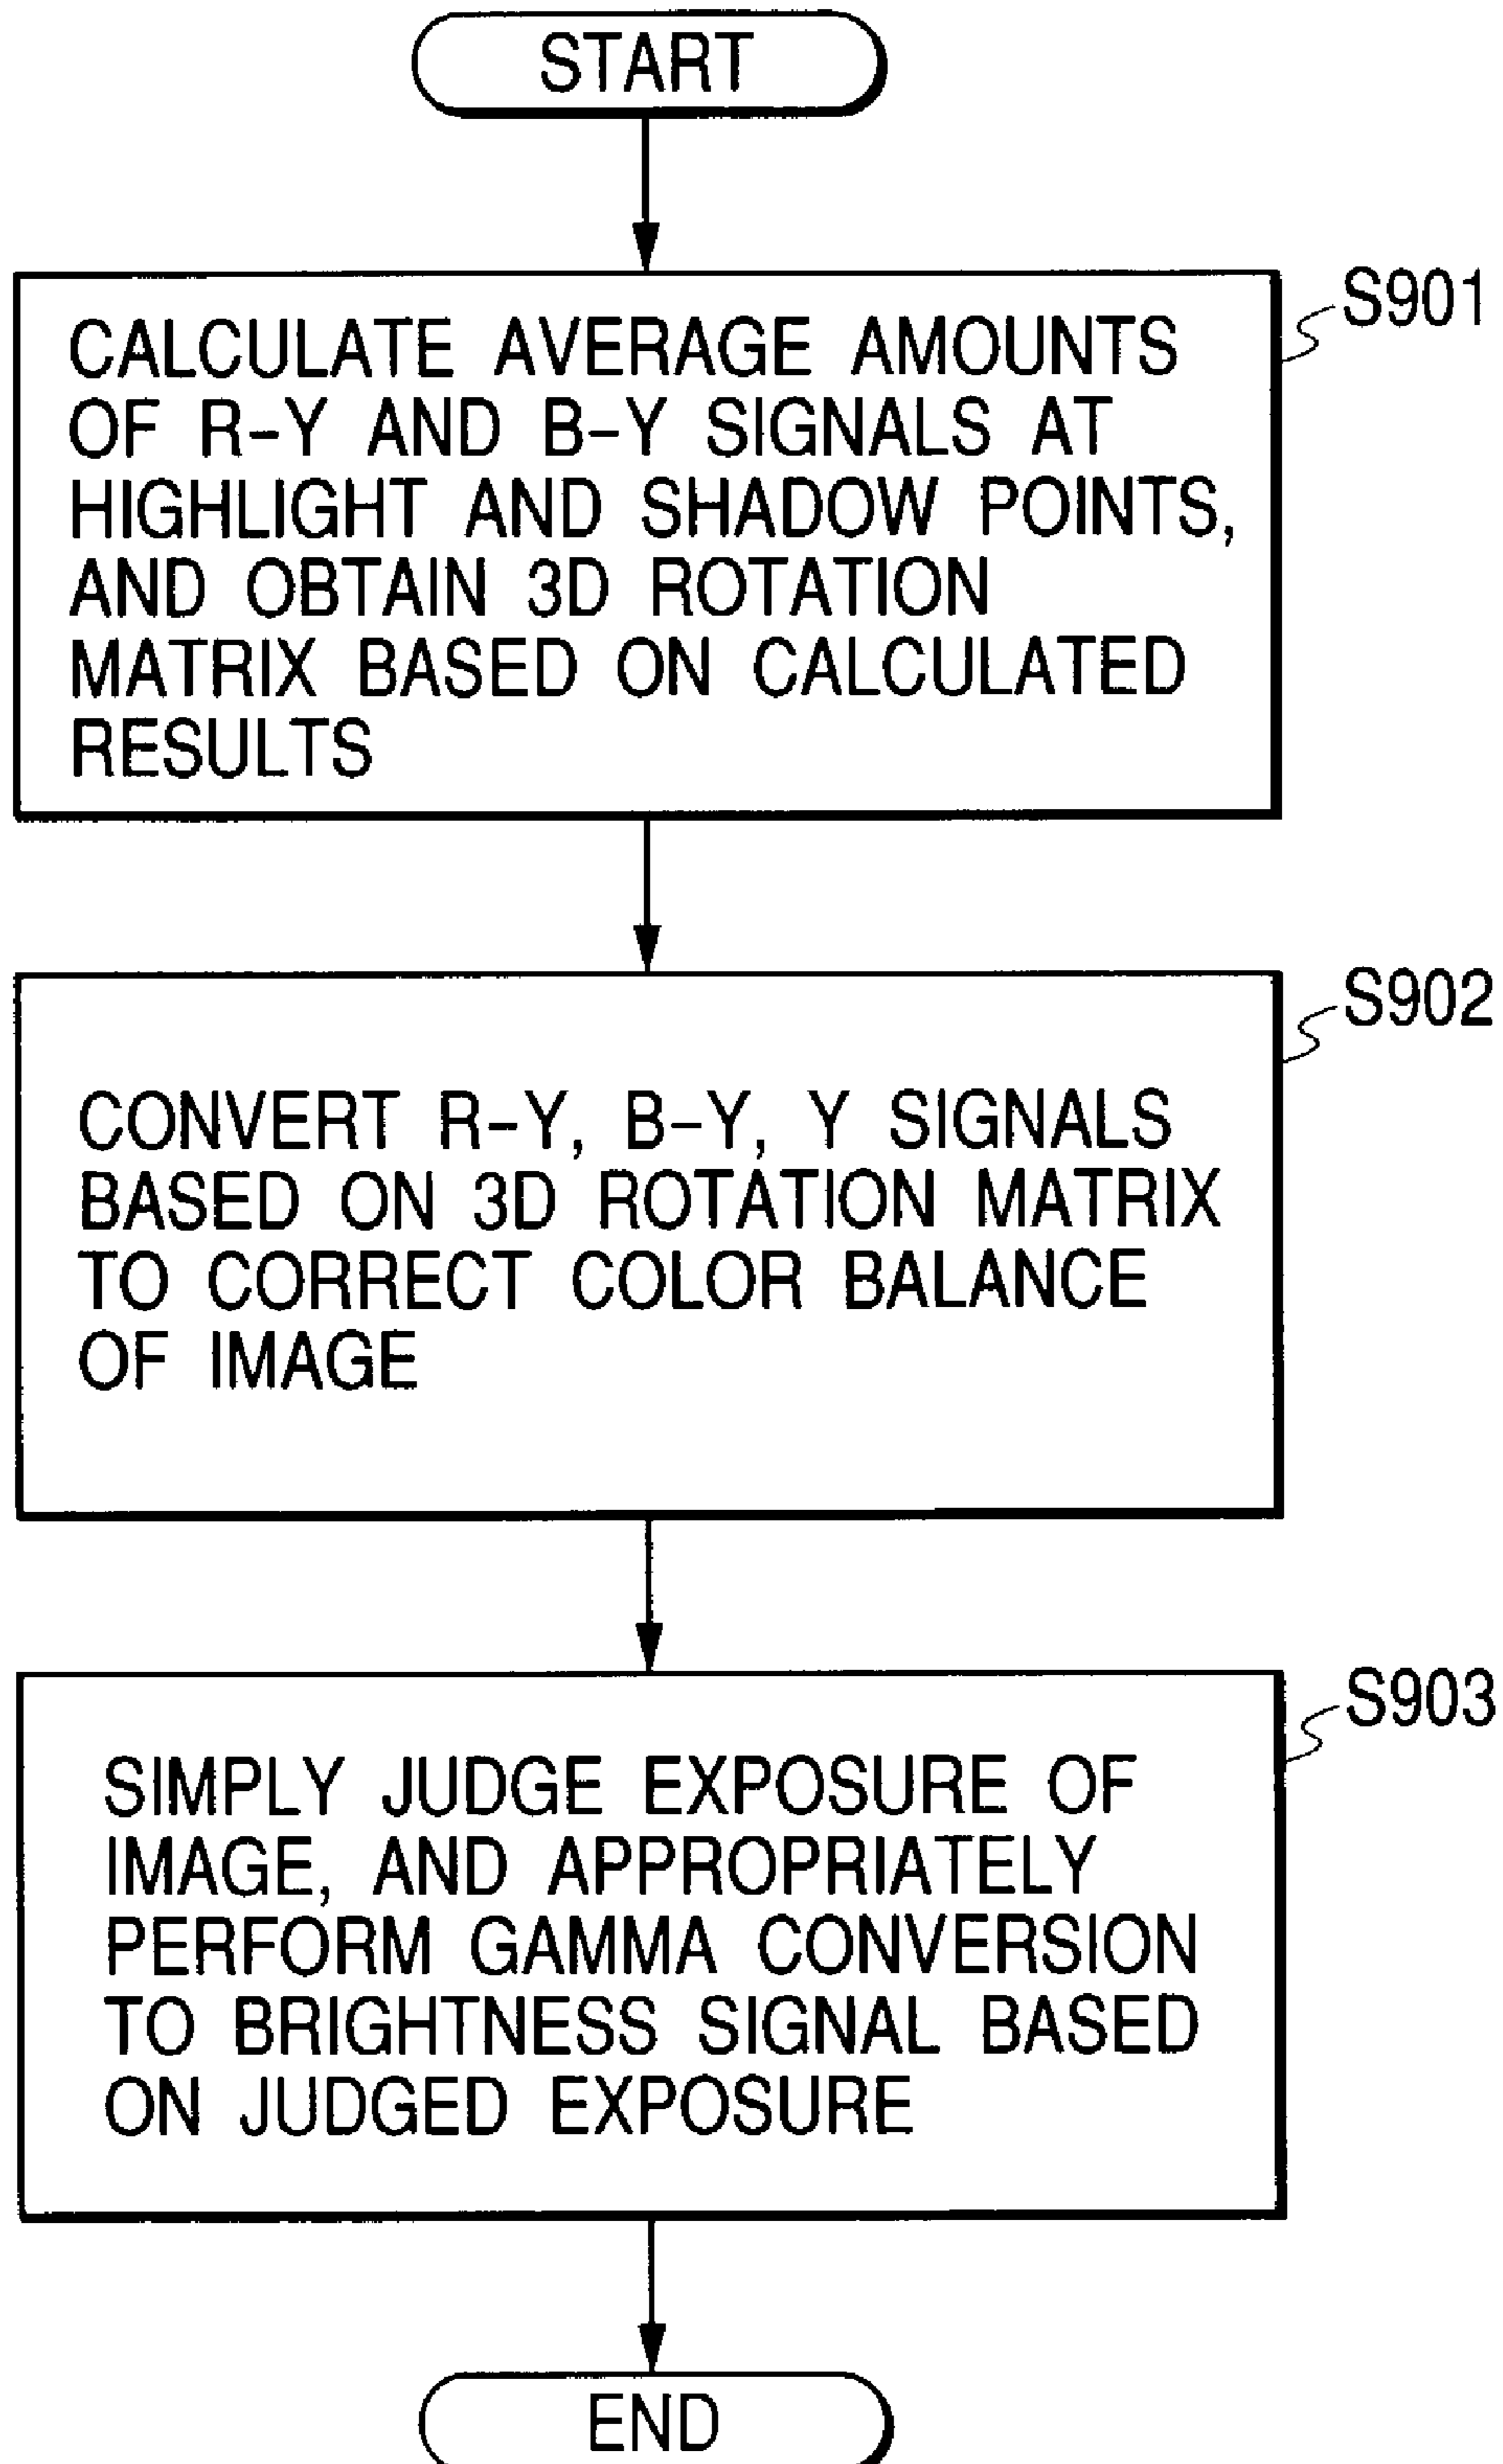 START
S901
CALCULATE AVERAGE AMOUNTS
OF R-Y AND B-Y SIGNALS AT
HIGHLIGHT AND SHADOW POINTS,
AND OBTAIN 3D ROTATION
MATRIX BASED ON CALCULATED
RESULTS
S902
CONVERT R-Y, B-Y, Y SIGNALS
BASED ON 3D ROTATION MATRIX
TO CORRECT COLOR BALANCE
OF IMAGE
S903
SIMPLY JUDGE EXPOSURE OF
IMAGE, AND APPROPRIATELY
PERFORM GAMMA CONVERSION
TO BRIGHTNESS SIGNAL BASED
ON JUDGED EXPOSURE
END